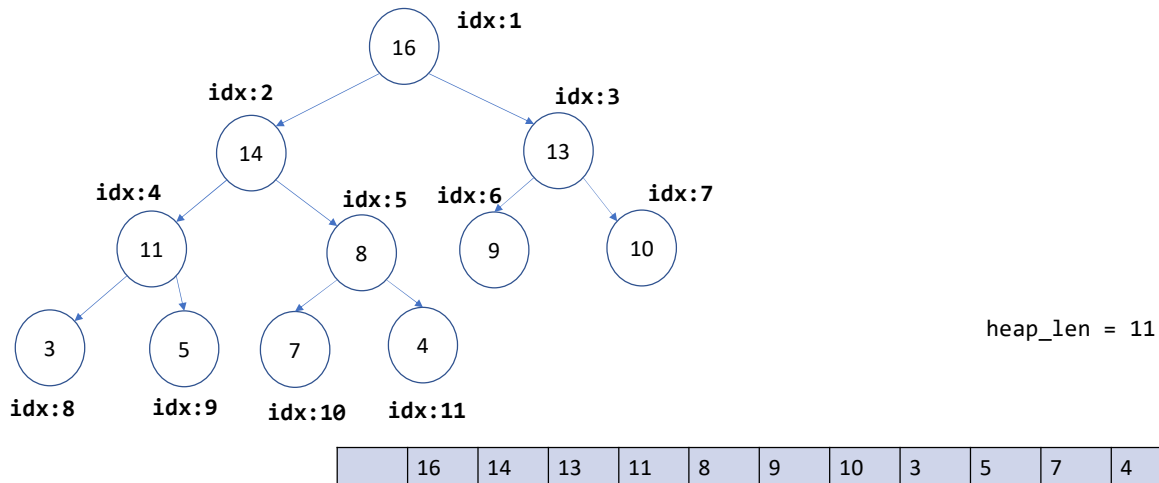 idx:1
16
idx:2
idx:3
14
13
idx:4
idx:5
idx:6
idx:7
11
8
9
10
3
5
7
4
heap_len = 11
idx:8
idx:9
idx:10
idx:11
16 14 13 11 8 9 10 3 5 7 4